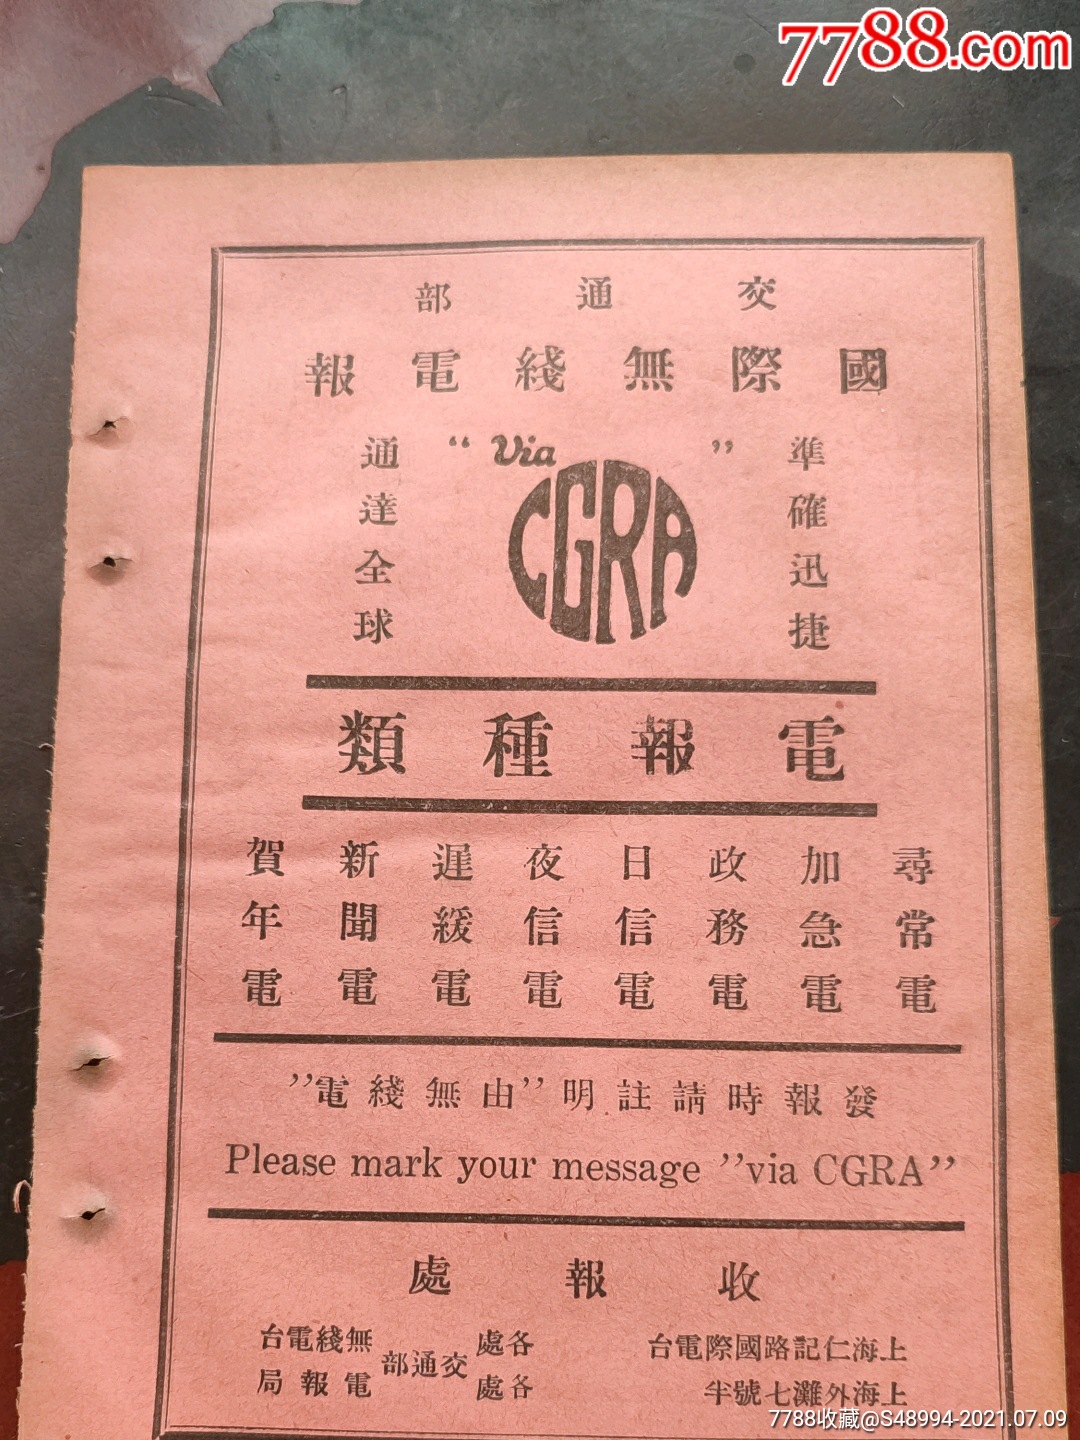 7788.com
交通部
國際無綫電報
準確迅捷
"Via
CGRA
"
通達全球
電報種類
尋常電
加急電
政務電
日信電
夜信電
遲緩電
新聞電
賀年電
發報時請註明"由無綫電"
Please mark your message "via CGRA"
收報處
上海仁記路國際電台
上海外灘七號半
各處交通部無綫電台
各處交通部電報局
7788收藏@S48994-2021.07.09